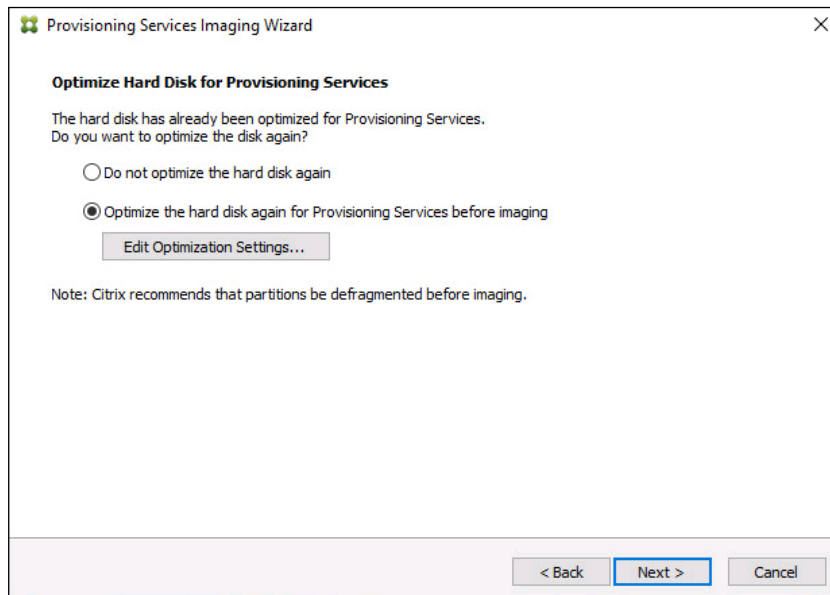 Provisioning Services Imaging Wizard
Optimize Hard Disk for Provisioning Services
The hard disk has already been optimized for Provisioning Services.
Do you want to optimize the disk again?
Do not optimize the hard disk again
Optimize the hard disk again for Provisioning Services before imaging
Edit Optimization Settings...
Note: Citrix recommends that partitions be defragmented before imaging.
< Back Next > Cancel